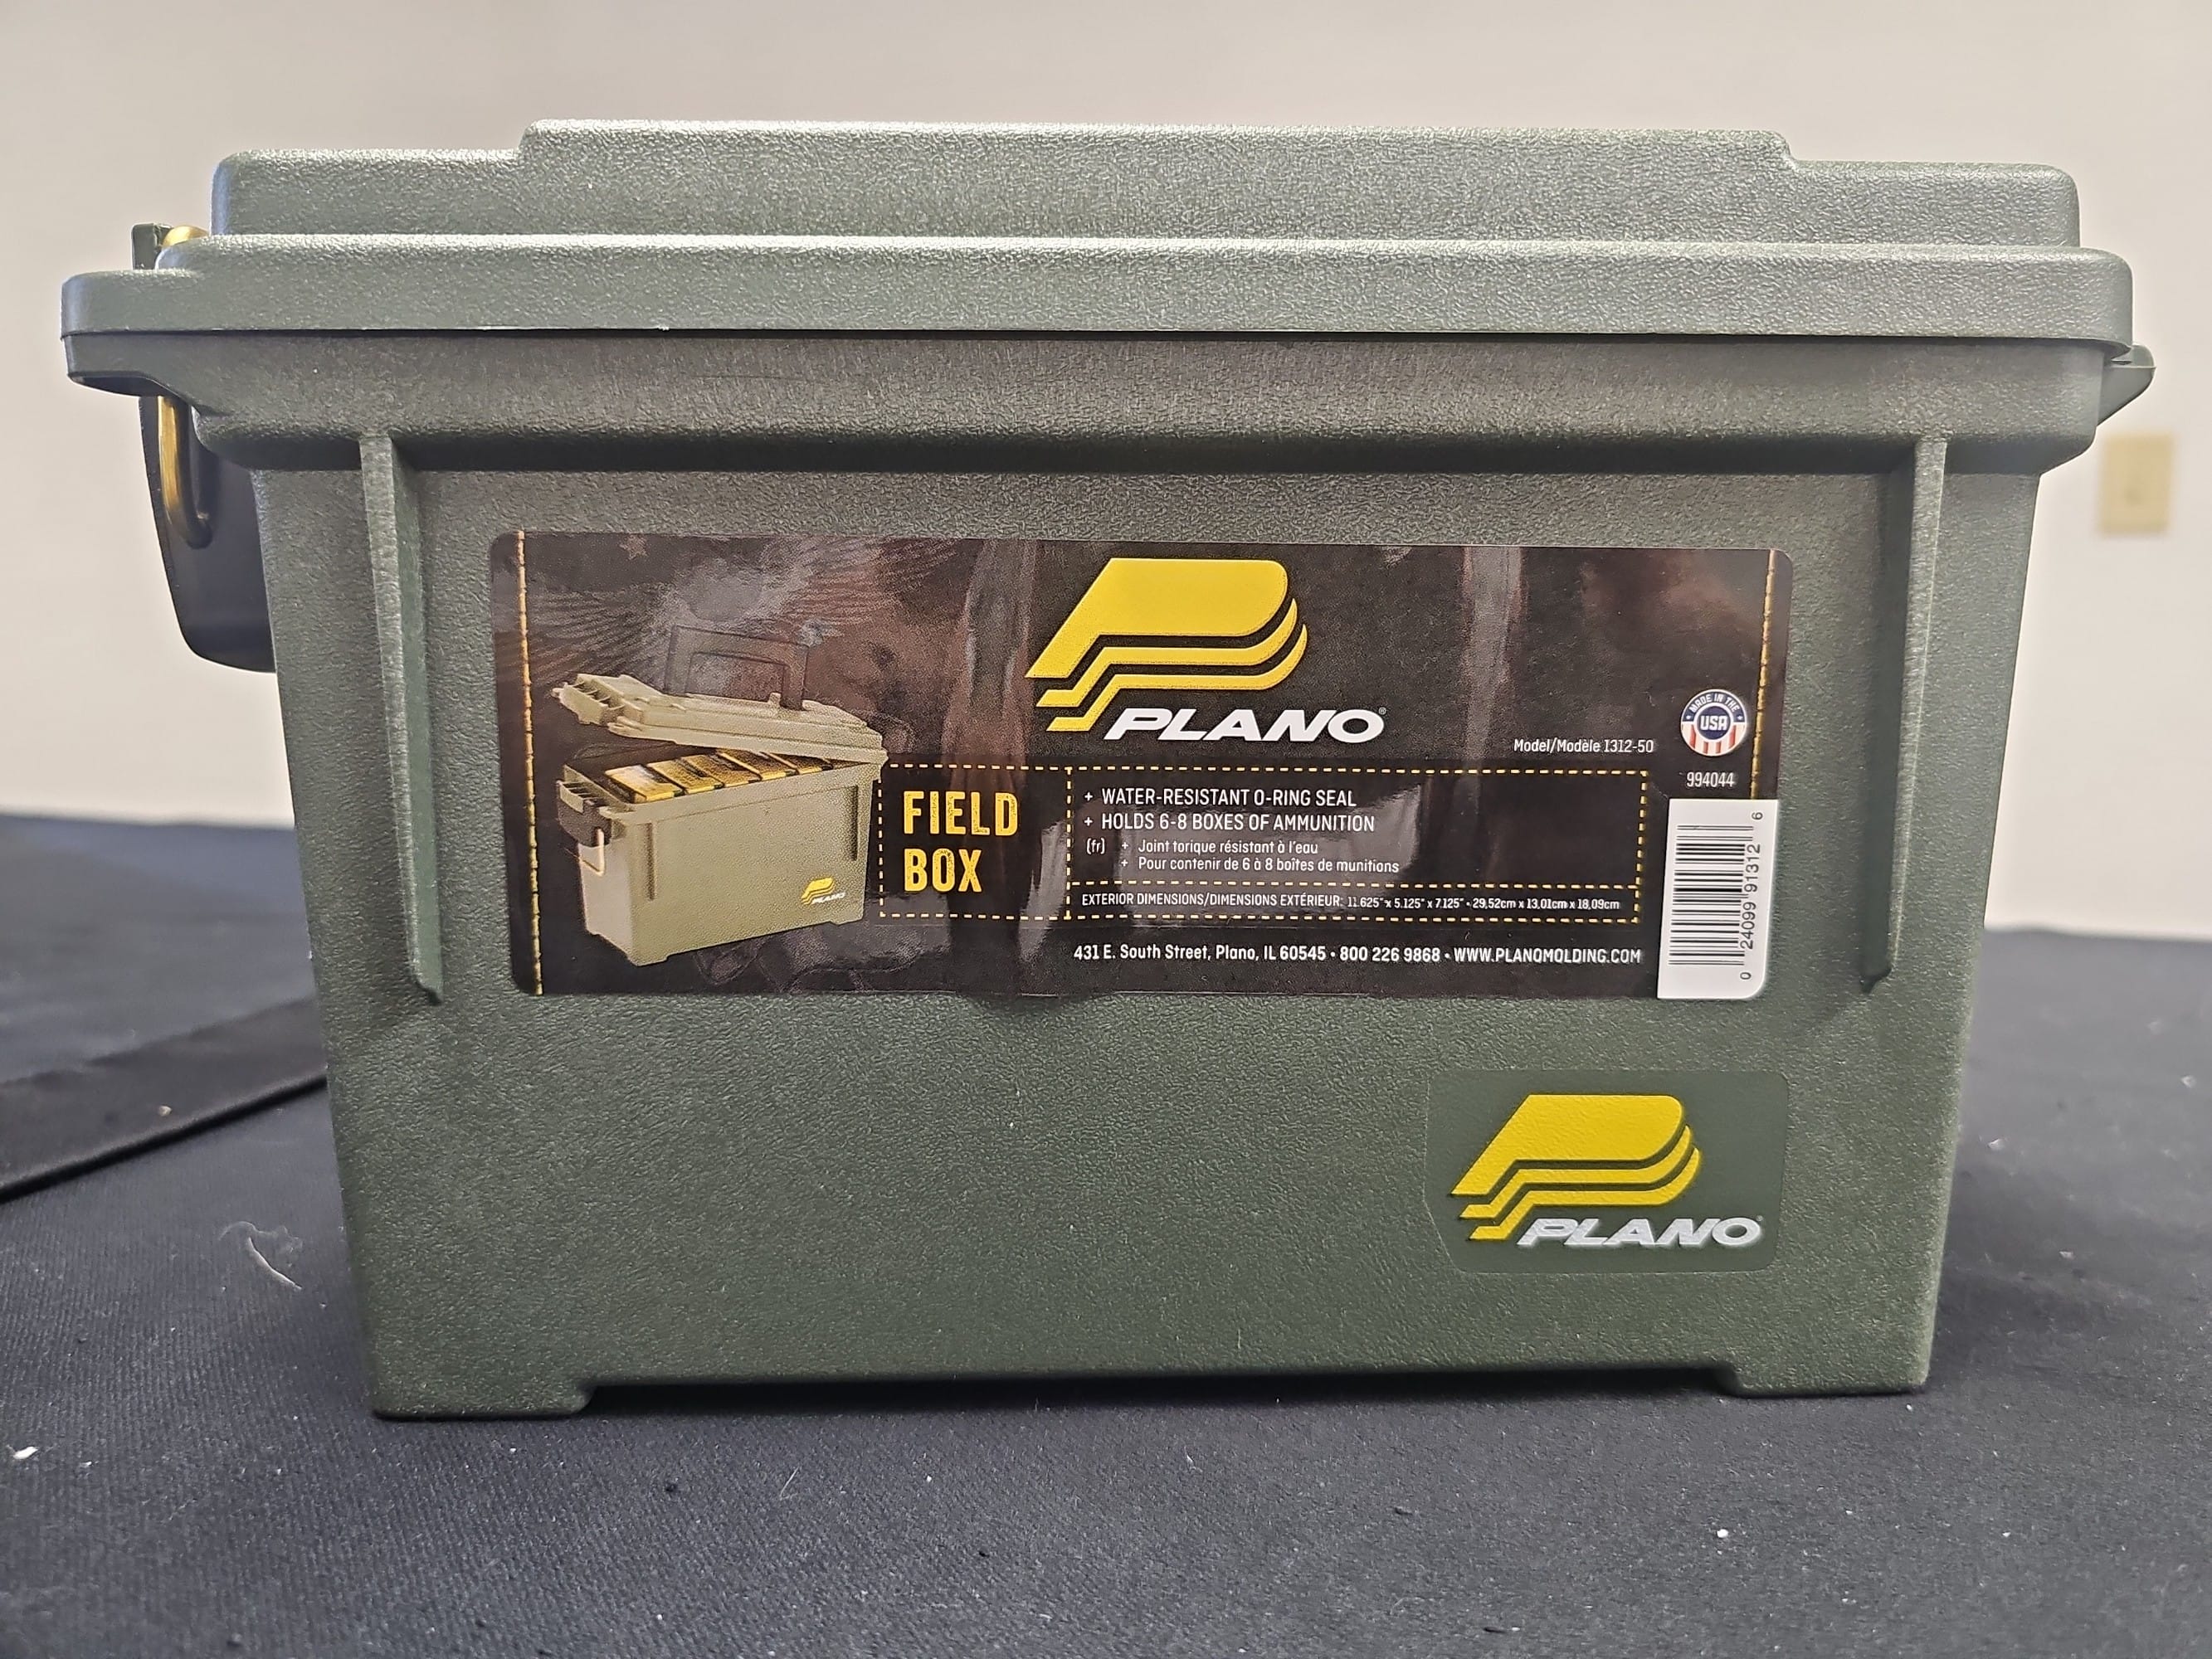 PLANO®
MADE IN THE
USA
Model/Modèle 1312-50
994044
FIELD
BOX
+ WATER-RESISTANT O-RING SEAL
+ HOLDS 6-8 BOXES OF AMMUNITION
(fr) + Joint torique résistant à l'eau
+ Pour contenir de 6 à 8 boîtes de munitions
EXTERIOR DIMENSIONS/DIMENSIONS EXTÉRIEUR: 11.625" x 5.125" x 7.125" • 29,52cm x 13,01cm x 18,09cm
431 E. South Street, Plano, IL 60545 • 800 226 9868 • WWW.PLANOMOLDING.COM
0 24099 91312 6
PLANO
PLANO®